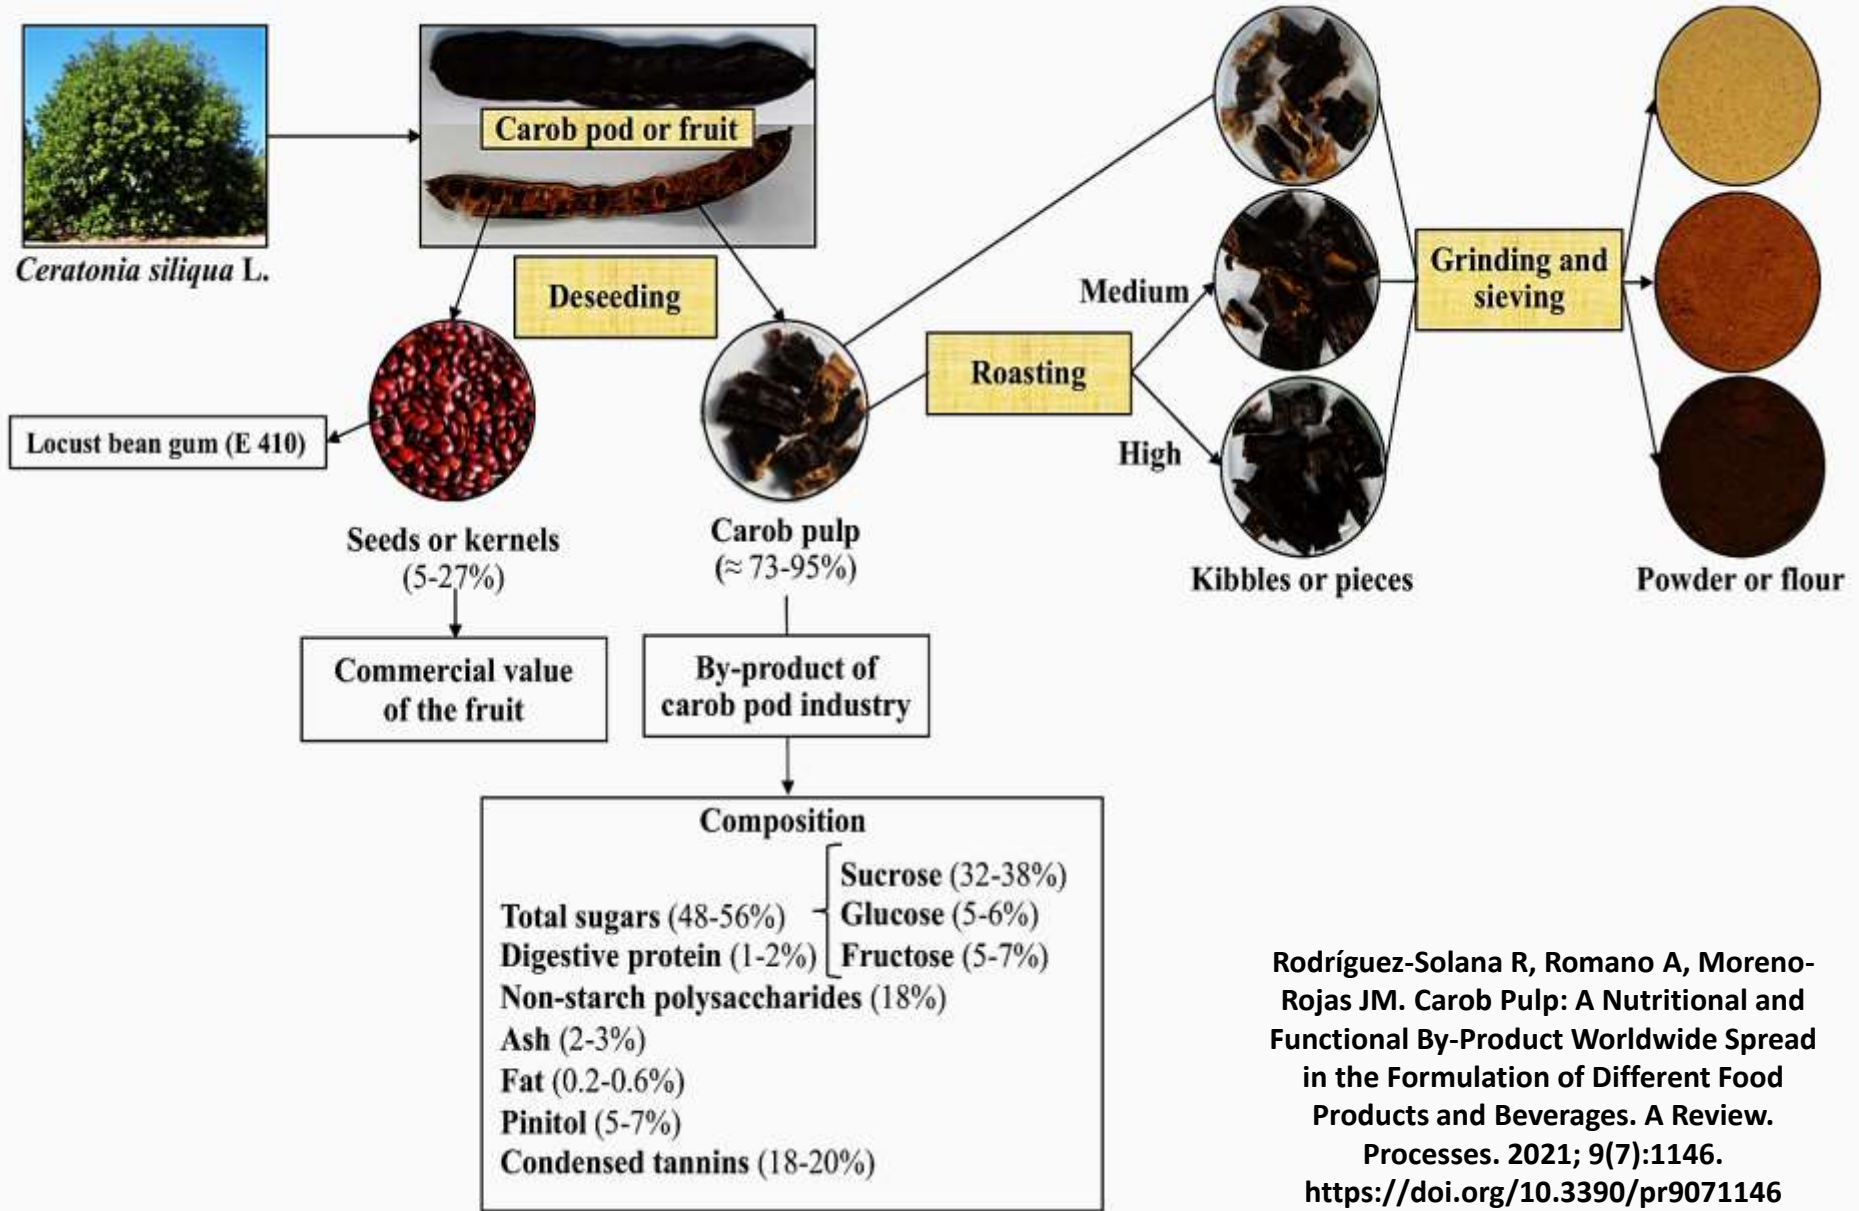 Carob pod or fruit
Ceratonia siliqua L.
Deseeding
Locust bean gum (E 410)
Seeds or kernels
(5-27%)
Carob pulp
(≈ 73-95%)
Commercial value
of the fruit
By-product of
carob pod industry
Roasting
Medium
High
Kibbles or pieces
Grinding and
sieving
Powder or flour
Composition
Total sugars (48-56%)
Sucrose (32-38%)
Glucose (5-6%)
Fructose (5-7%)
Digestive protein (1-2%)
Non-starch polysaccharides (18%)
Ash (2-3%)
Fat (0.2-0.6%)
Pinitol (5-7%)
Condensed tannins (18-20%)
Rodríguez-Solana R, Romano A, Moreno-
Rojas JM. Carob Pulp: A Nutritional and
Functional By-Product Worldwide Spread
in the Formulation of Different Food
Products and Beverages. A Review.
Processes. 2021; 9(7):1146.
https://doi.org/10.3390/pr9071146